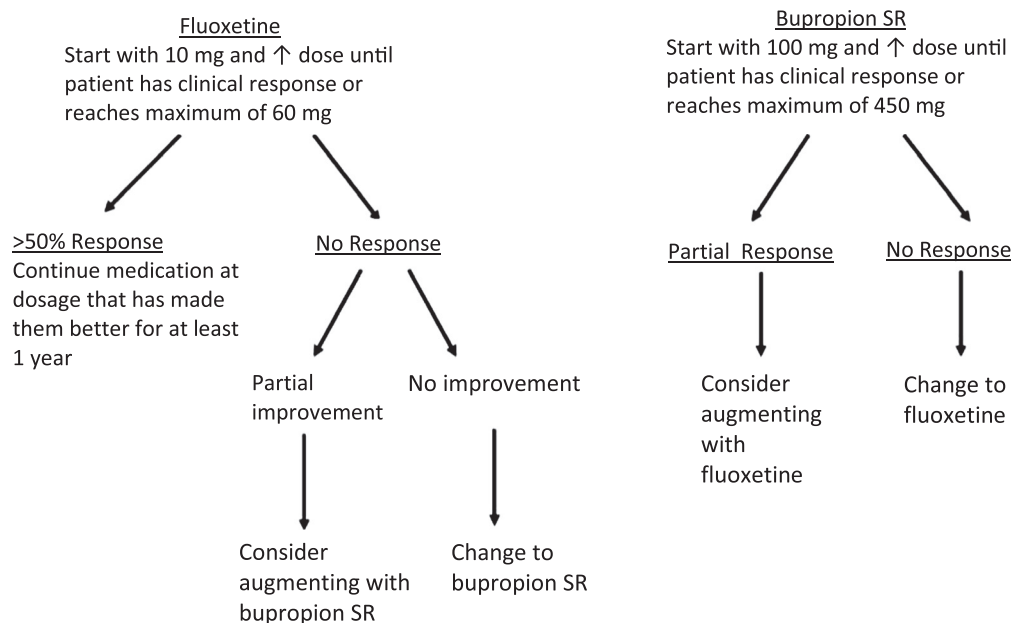 Fluoxetine
Start with 10 mg and ↑ dose until
patient has clinical response or
reaches maximum of 60 mg
>50% Response
Continue medication at
dosage that has made
them better for at least
1 year
No Response
Partial
improvement
No improvement
Consider
augmenting with
bupropion SR
Change to
bupropion SR
Bupropion SR
Start with 100 mg and ↑ dose until
patient has clinical response or
reaches maximum of 450 mg
Partial Response
No Response
Consider
augmenting
with
fluoxetine
Change to
fluoxetine